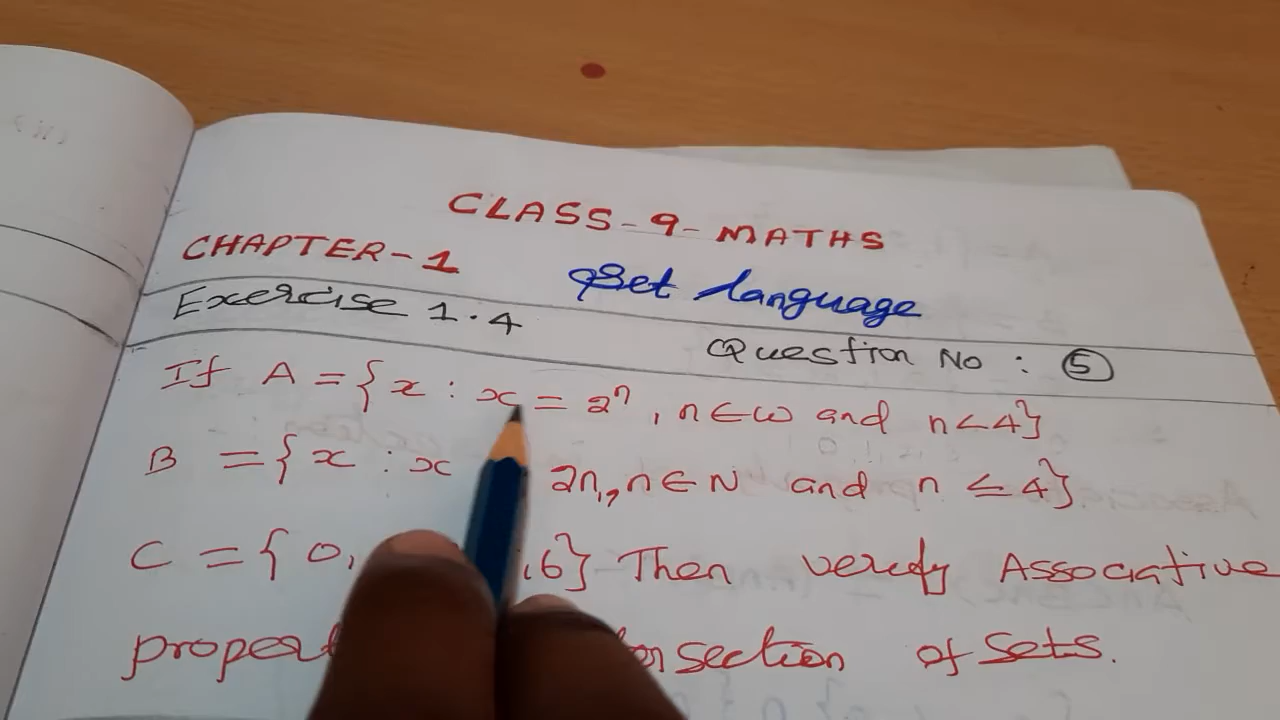 CLASS-9-MATHS
CHAPTER-1
Set language
Exercise 1.4
Question No : 5
If A = {x : x = 2ⁿ, n ∈ W and n < 4}
B = {x : x 2n, n ∈ N and n ≤ 4}
C = {0, ,6} Then verify Associative
section of Sets.